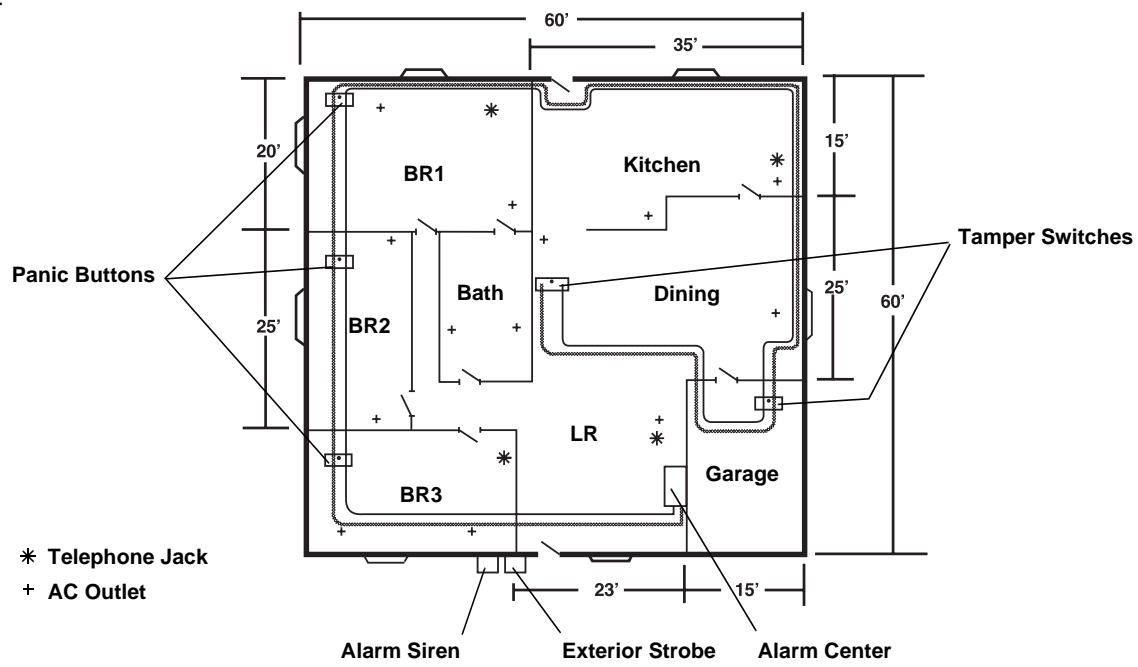 60’
35’
20’
15’
BR1
Kitchen
Tamper Switches
Panic Buttons
Bath
Dining
25’
60’
25’
BR2
LR
Garage
BR3
✳ Telephone Jack
+ AC Outlet
23’
15’
Alarm Siren
Exterior Strobe
Alarm Center